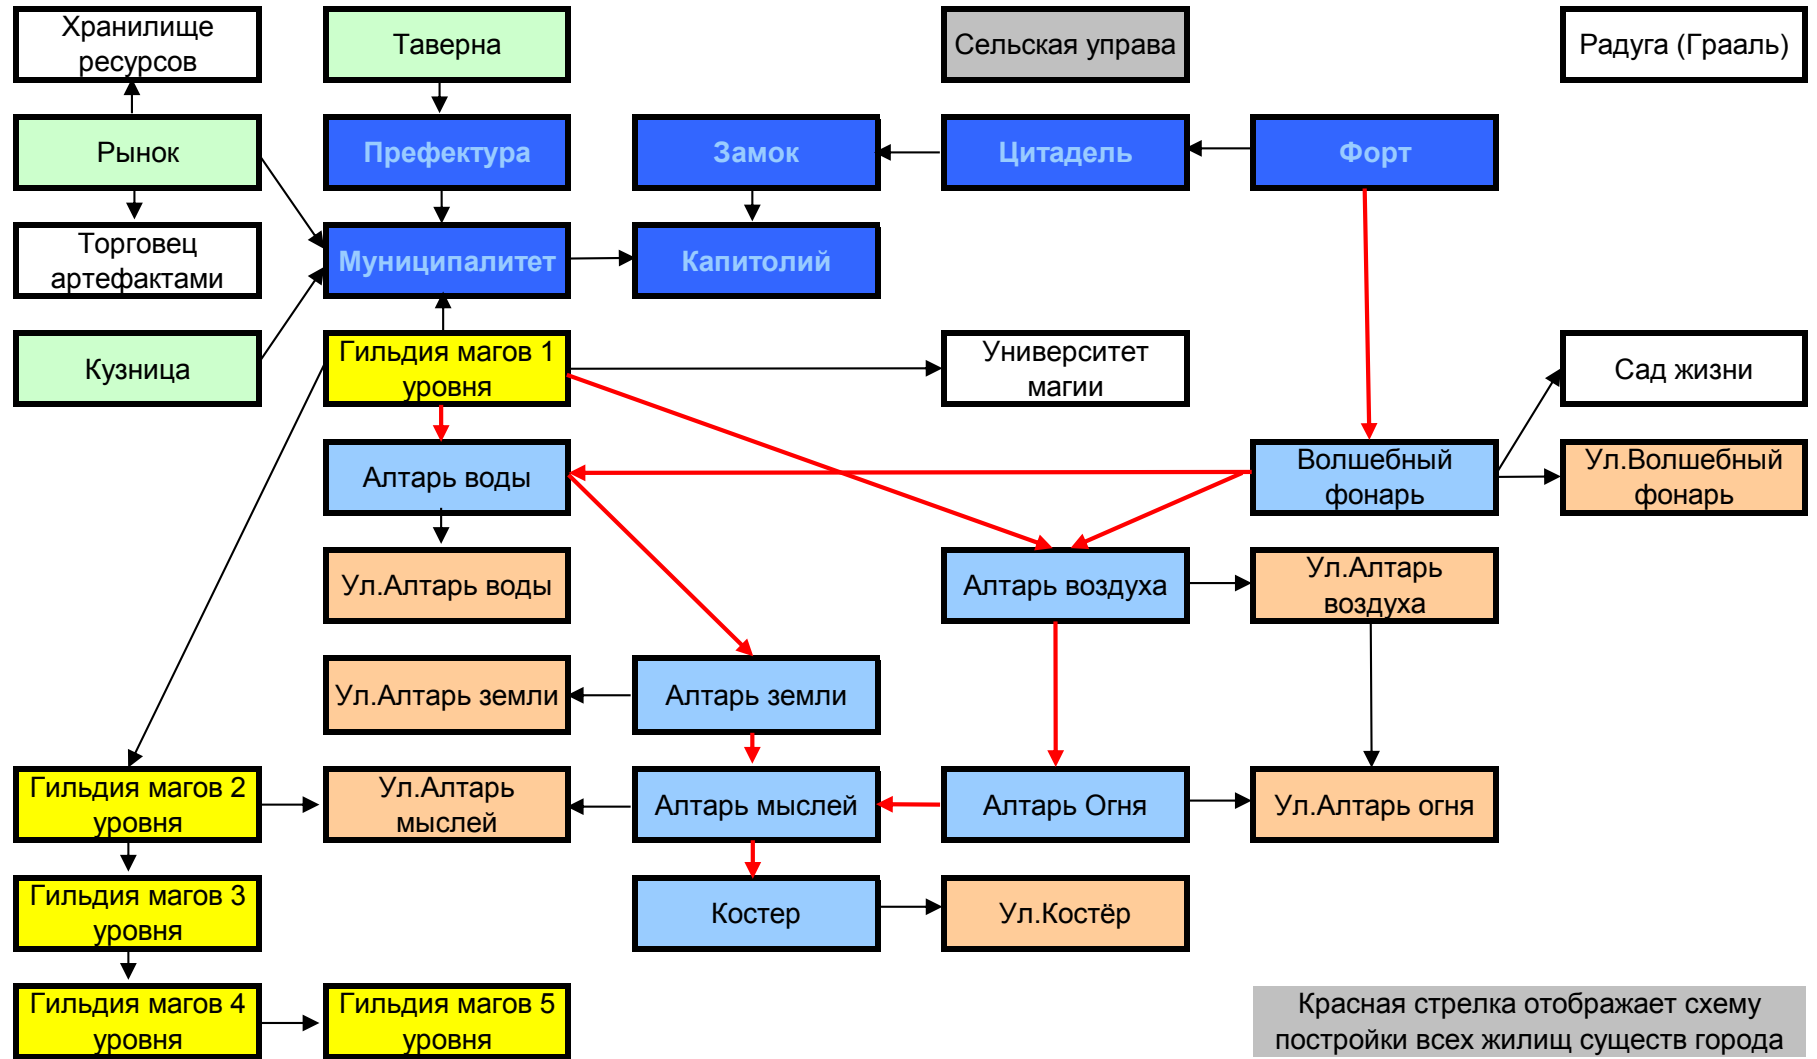 Хранилище
ресурсов
Таверна
Сельская управа
Радуга (Грааль)
Рынок
Префектура
Замок
Цитадель
Форт
Торговец
артефактами
Муниципалитет
Капитолий
Кузница
Гильдия магов 1
уровня
Университет
магии
Сад жизни
Алтарь воды
Волшебный
фонарь
Ул.Волшебный
фонарь
Ул.Алтарь воды
Алтарь воздуха
Ул.Алтарь
воздуха
Ул.Алтарь земли
Алтарь земли
Гильдия магов 2
уровня
Ул.Алтарь
мыслей
Алтарь мыслей
Алтарь Огня
Ул.Алтарь огня
Гильдия магов 3
уровня
Костер
Ул.Костёр
Гильдия магов 4
уровня
Гильдия магов 5
уровня
Красная стрелка отображает схему
постройки всех жилищ существ города